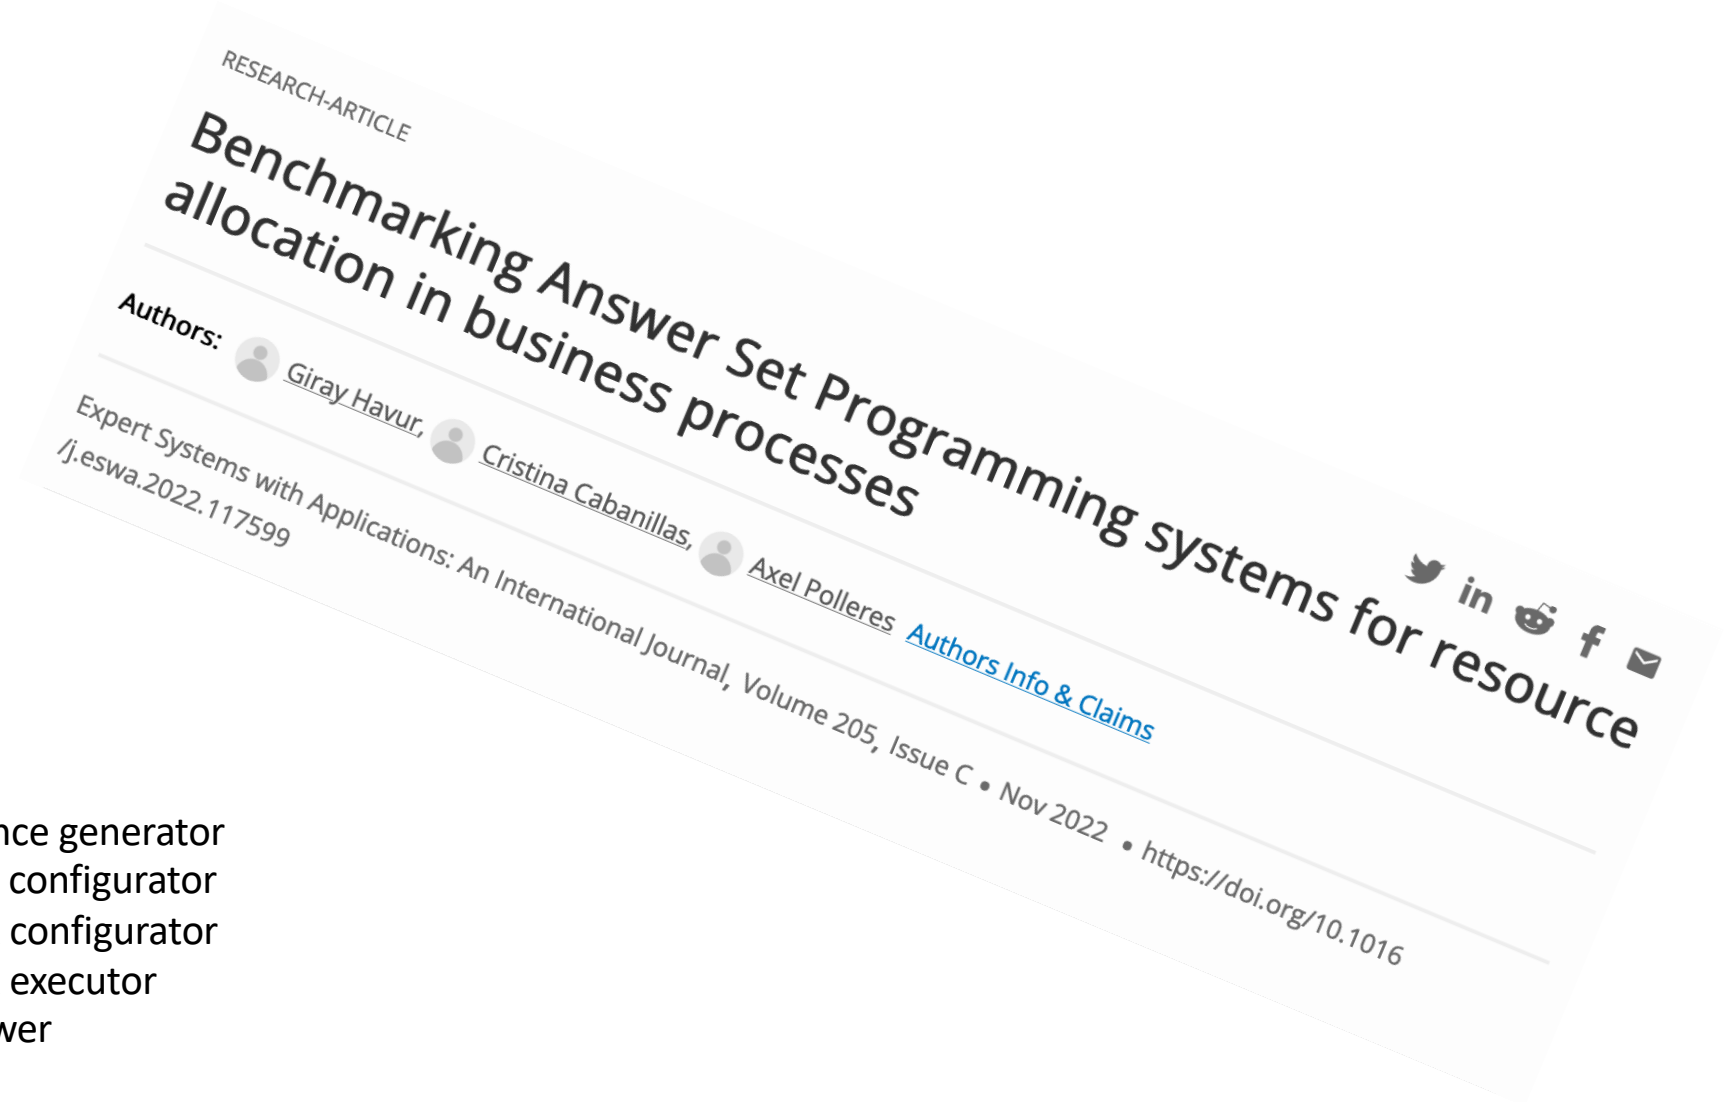 RESEARCH-ARTICLE
Benchmarking Answer Set Programming systems for resource
allocation in business processes
Authors: Giray Havur, Cristina Cabanillas, Axel Polleres Authors Info & Claims
Expert Systems with Applications: An International Journal, Volume 205, Issue C • Nov 2022 • https://doi.org/10.1016
/j.eswa.2022.117599
generator
configurator
configurator
executor